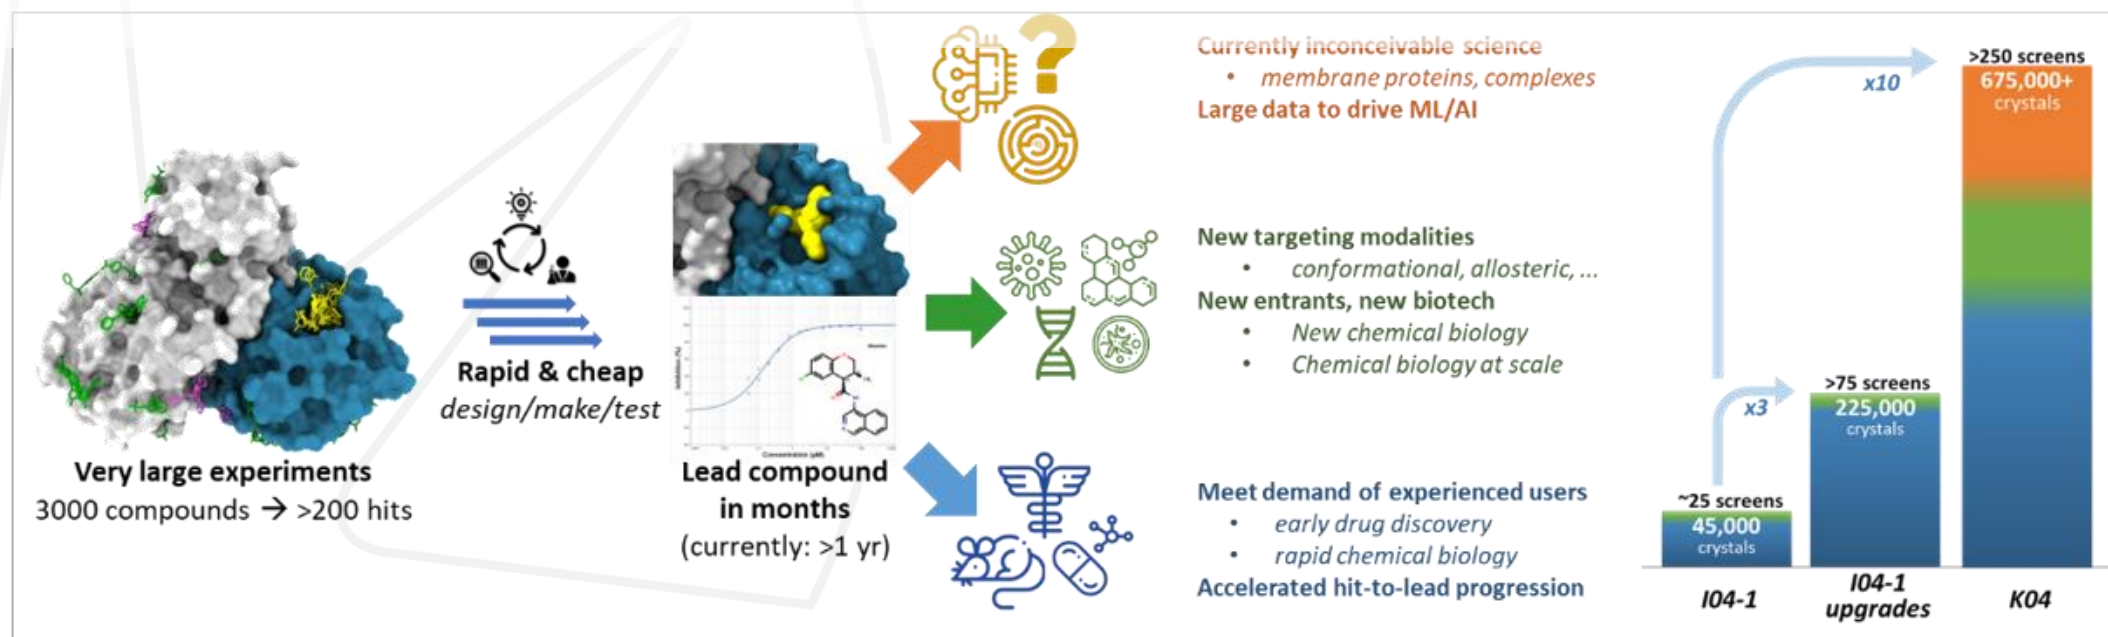 Very large experiments
3000 compounds → >200 hits
Rapid & cheap
design/make/test
Inhibition (%)
Concentration (µM)
Lead compound
in months
(currently: >1 yr)
Currently inconceivable science
• membrane proteins, complexes
Large data to drive ML/AI
New targeting modalities
• conformational, allosteric, ...
New entrants, new biotech
• New chemical biology
• Chemical biology at scale
Meet demand of experienced users
• early drug discovery
• rapid chemical biology
Accelerated hit-to-lead progression
~25 screens
45,000
crystals
I04-1
x3
>75 screens
225,000
crystals
I04-1
upgrades
x10
>250 screens
675,000+
crystals
K04